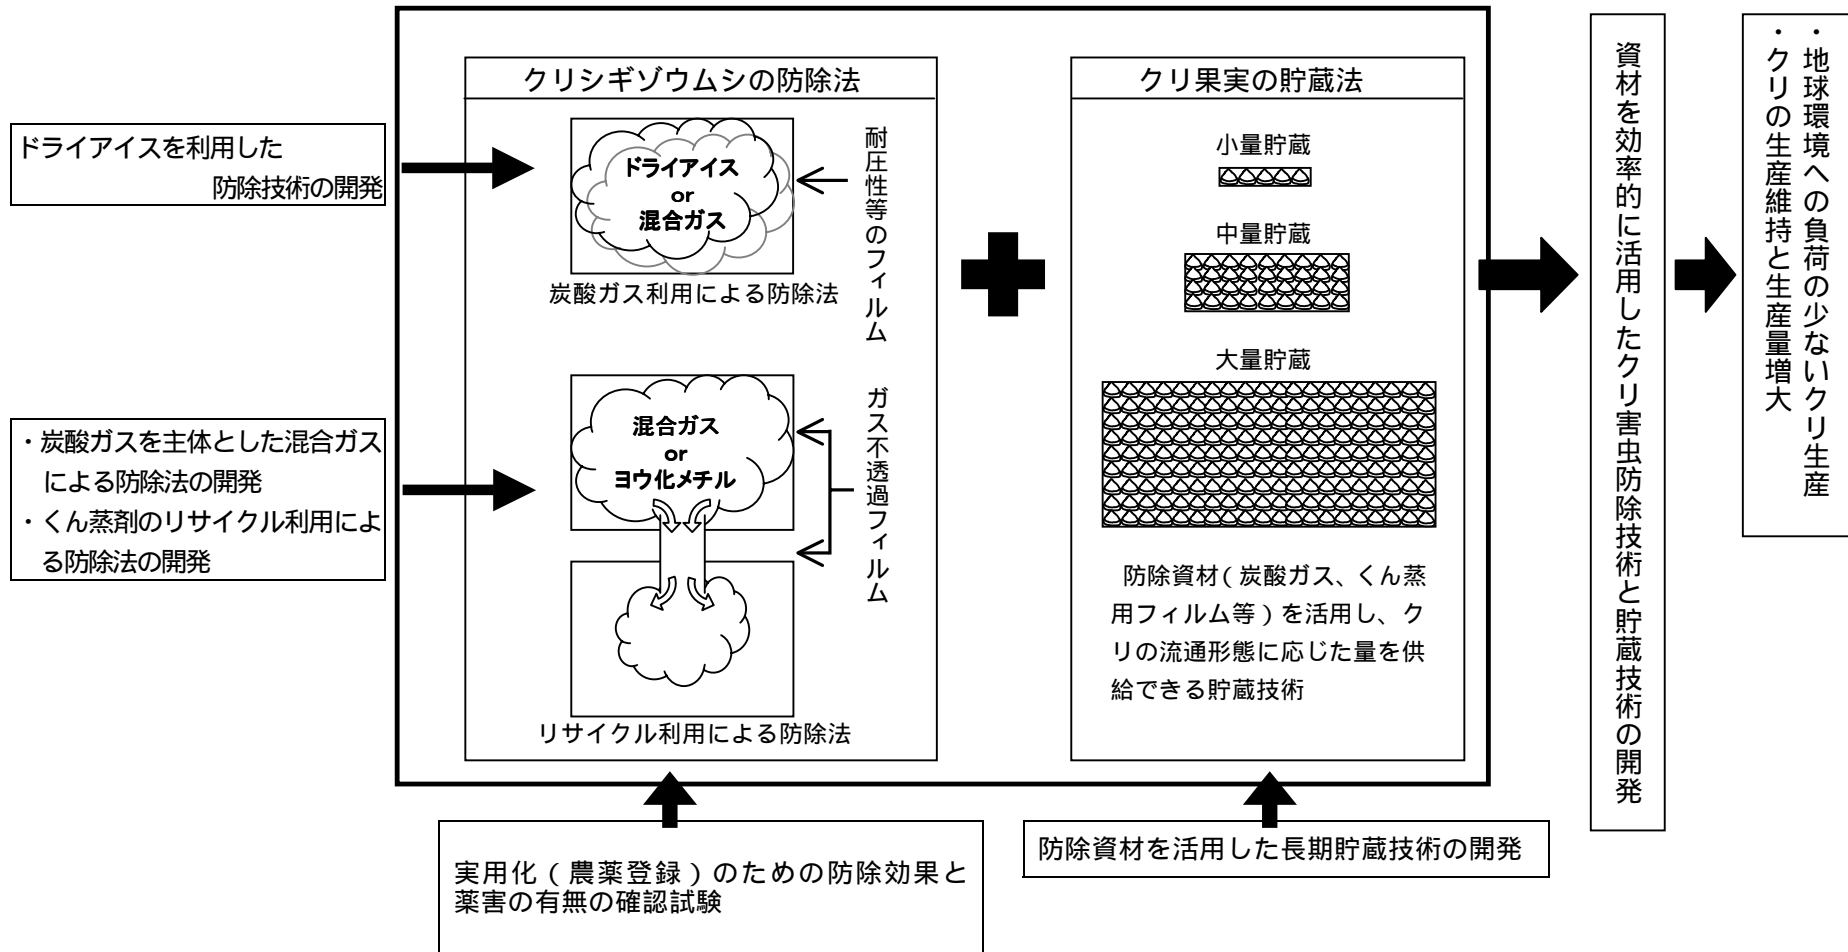 ドライアイスを利用した
防除技術の開発
・炭酸ガスを主体とした混合ガス
による防除法の開発
・くん蒸剤のリサイクル利用によ
る防除法の開発
クリシギゾウムシの防除法
ドライアイス
or
混合ガス
炭酸ガス利用による防除法
耐圧性等のフィルム
混合ガス
or
ヨウ化メチル
ガス不透過フィルム
リサイクル利用による防除法
クリ果実の貯蔵法
小量貯蔵
中量貯蔵
大量貯蔵
防除資材(炭酸ガス、くん蒸
用フィルム等)を活用し、ク
リの流通形態に応じた量を供
給できる貯蔵技術
実用化(農薬登録)のための防除効果と
薬害の有無の確認試験
防除資材を活用した長期貯蔵技術の開発
資材を効率的に活用したクリ害虫防除技術と貯蔵技術の開発
・地球環境への負荷の少ないクリ生産
・クリの生産維持と生産量増大